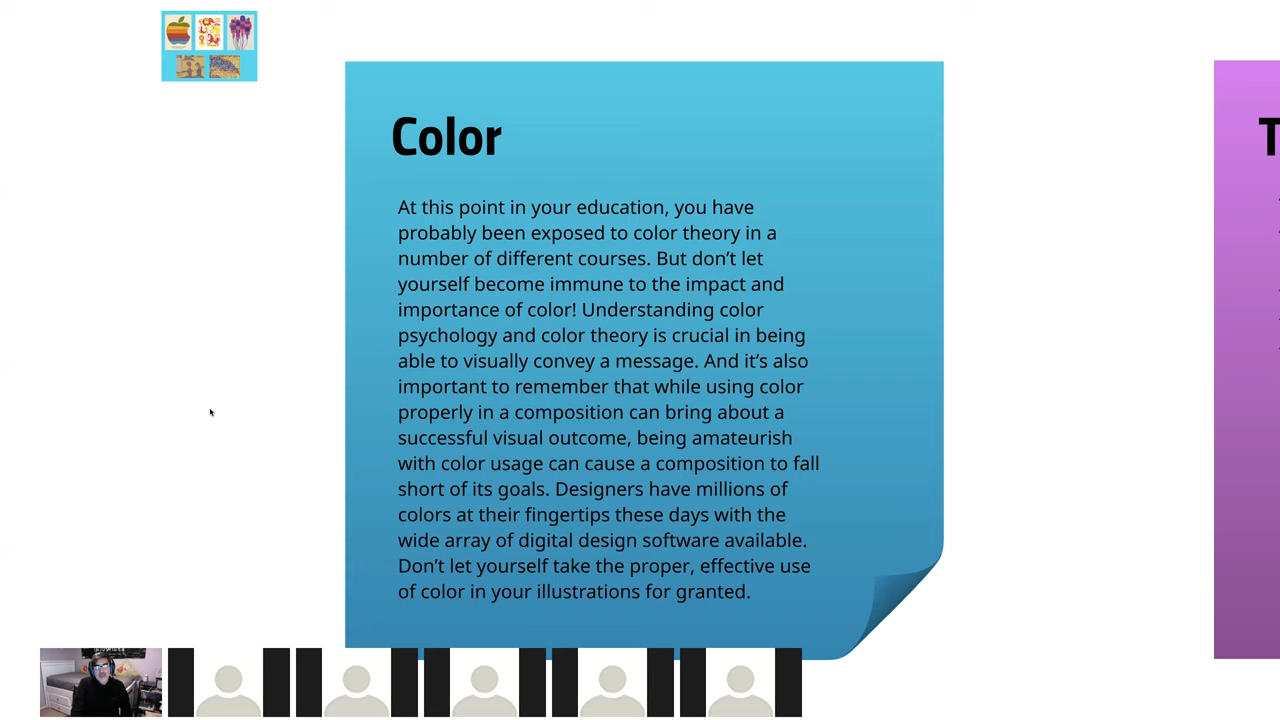 Color
At this point in your education, you have
probably been exposed to color theory in a
number of different courses. But don’t let
yourself become immune to the impact and
importance of color! Understanding color
psychology and color theory is crucial in being
able to visually convey a message. And it’s also
important to remember that while using color
properly in a composition can bring about a
successful visual outcome, being amateurish
with color usage can cause a composition to fall
short of its goals. Designers have millions of
colors at their fingertips these days with the
wide array of digital design software available.
Don’t let yourself take the proper, effective use
of color in your illustrations for granted.
T